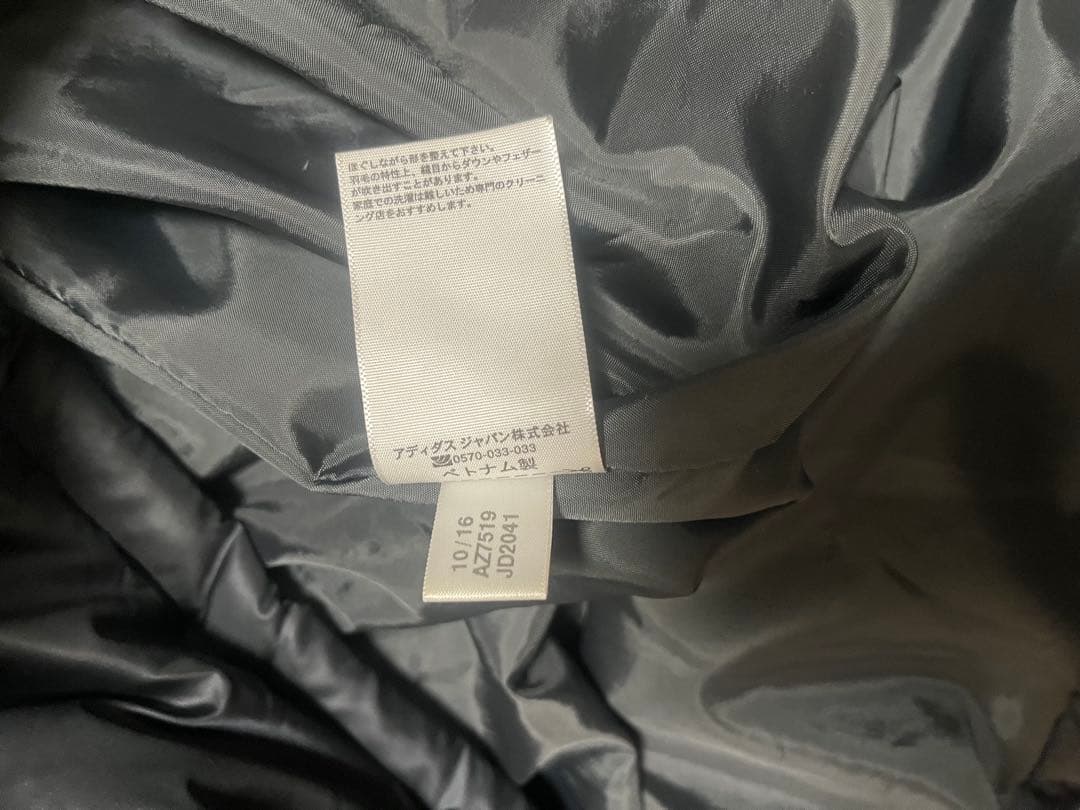 ほぐしながら形を整えて下さい。
羽毛の特性上、縫目からダウンやフェザー
が吹き出すことがあります。
家庭での洗濯は難しいため専門のクリーニ
ング店をおすすめします。
アディダス ジャパン株式会社
0570-033-033
ベトナム製
10/16
AZ7519
JD2041